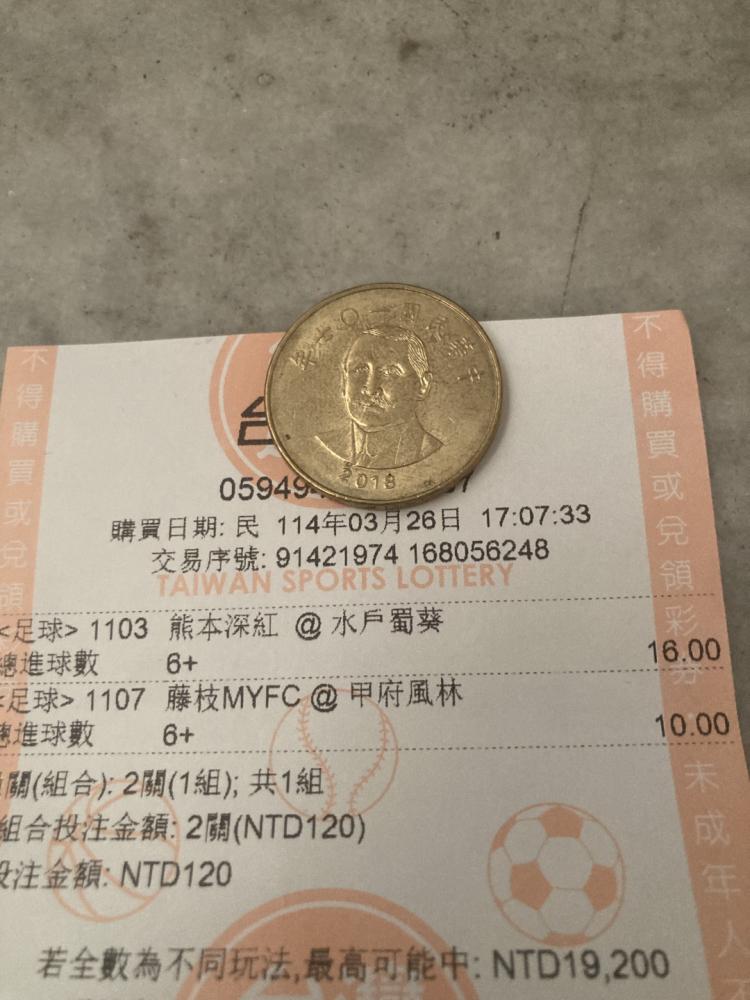 中華民國一〇七年
2018
台
05949
7
購買日期: 民 114年03月26日 17:07:33
交易序號: 91421974 168056248
TAIWAN SPORTS LOTTERY
<足球> 1103 熊本深紅 @ 水戶蜀葵
總進球數 6+ 16.00
<足球> 1107 藤枝MYFC @ 甲府風林
總進球數 6+ 10.00
關(組合): 2關(1組); 共1組
組合投注金額: 2關(NTD120)
投注金額: NTD120
若全數為不同玩法,最高可能中: NTD19,200
不得購買或兌領
不得購買或兌領彩券
未成年人不